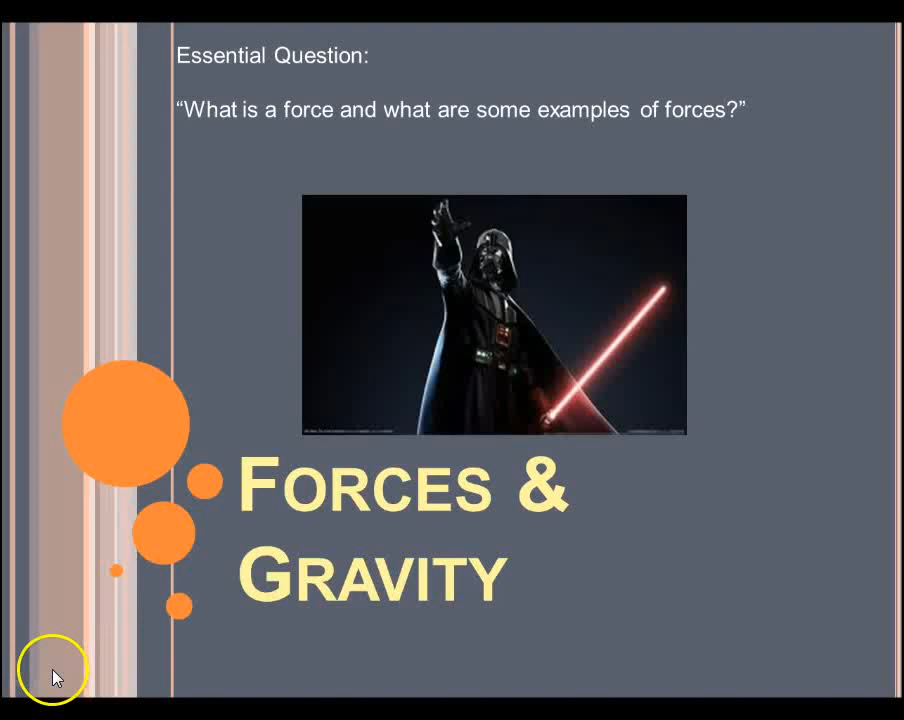 Essential Question:
“What is a force and what are some examples of forces?”
FORCES &
GRAVITY